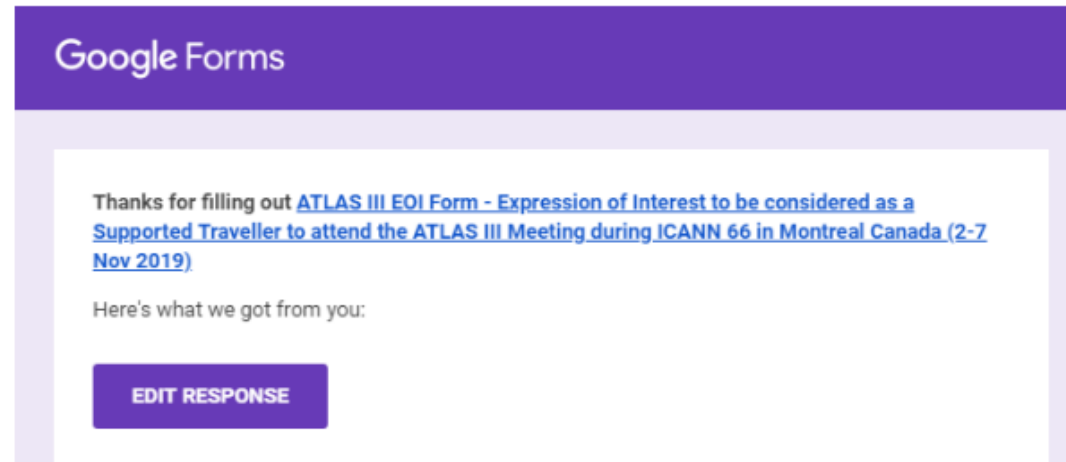 Google Forms
Thanks for filling out ATLAS III EOI Form - Expression of Interest to be considered as a
Supported Traveller to attend the ATLAS III Meeting during ICANN 66 in Montreal Canada (2-7
Nov 2019)
Here's what we got from you:
EDIT RESPONSE